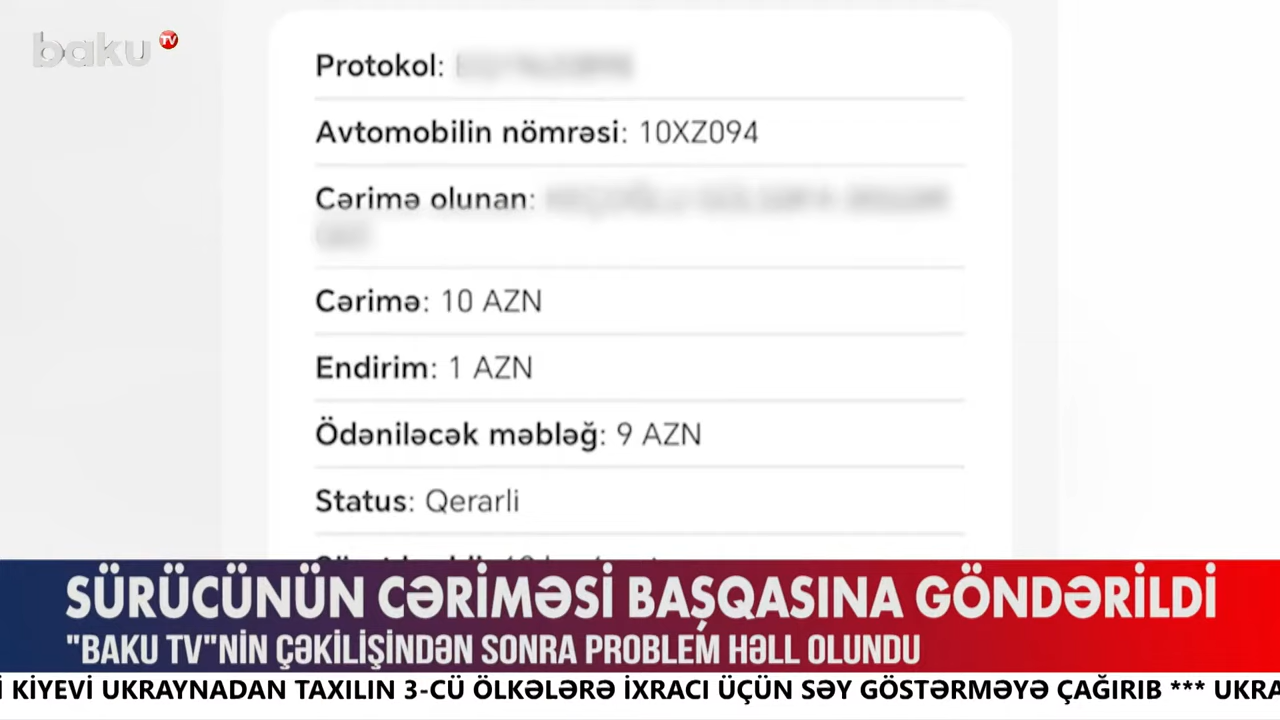 baku TV
Protokol:
Avtomobilin nömrəsi: 10XZ094
Cərimə olunan:
Cərimə: 10 AZN
Endirim: 1 AZN
Ödəniləcək məbləğ: 9 AZN
Status: Qerarli
SÜRÜCÜNÜN CƏRİMƏSİ BAŞQASINA GÖNDƏRİLDİ
"BAKU TV"NİN ÇƏKİLİŞİNDƏN SONRA PROBLEM HƏLL OLUNDU
KİYEVİ UKRAYNADAN TAXILIN 3-CÜ ÖLKƏLƏRƏ İXRACI ÜÇÜN SƏY GÖSTƏRMƏYƏ ÇAĞIRIB *** UKRA